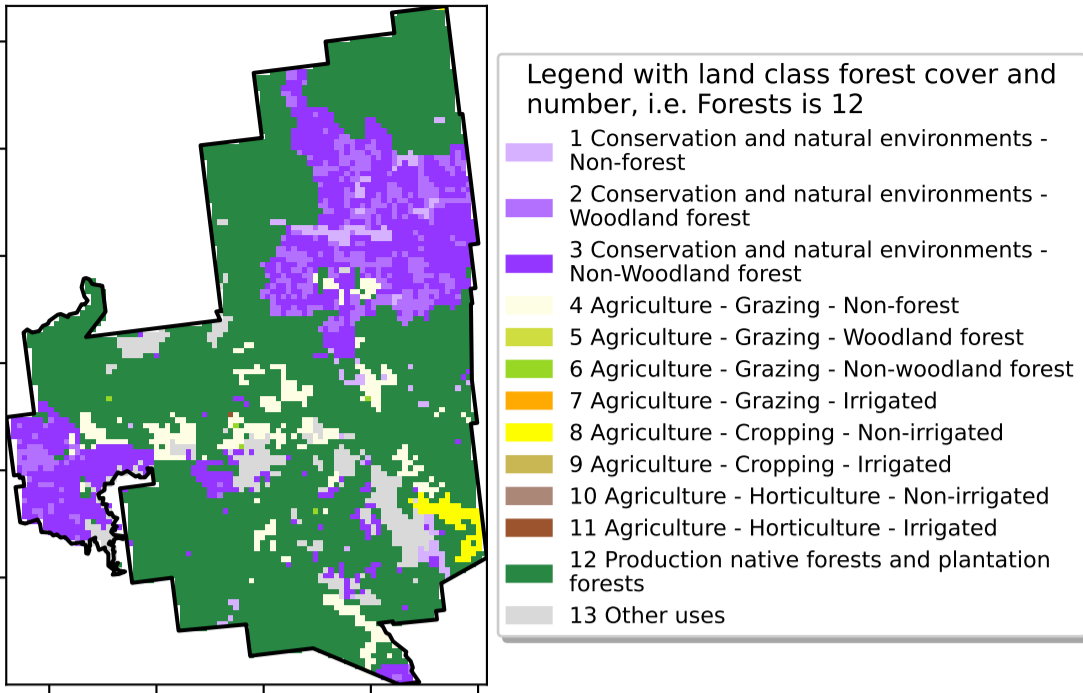 Legend with land class forest cover and
number, i.e. Forests is 12
1 Conservation and natural environments -
Non-forest
2 Conservation and natural environments -
Woodland forest
3 Conservation and natural environments -
Non-Woodland forest
4 Agriculture - Grazing - Non-forest
5 Agriculture - Grazing - Woodland forest
6 Agriculture - Grazing - Non-woodland forest
7 Agriculture - Grazing - Irrigated
8 Agriculture - Cropping - Non-irrigated
9 Agriculture - Cropping - Irrigated
10 Agriculture - Horticulture - Non-irrigated
11 Agriculture - Horticulture - Irrigated
12 Production native forests and plantation
forests
13 Other uses